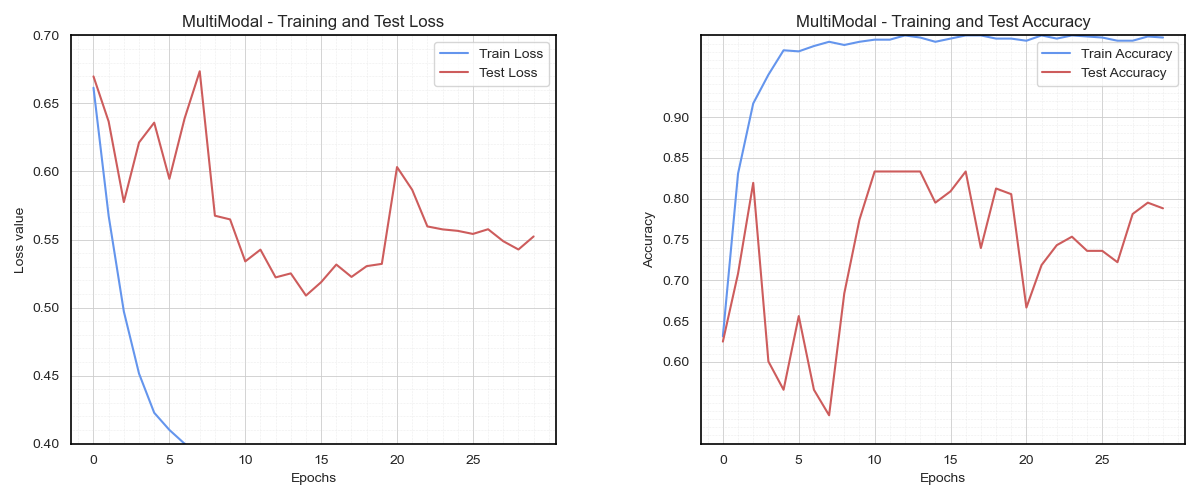 MultiModal - Training and Test Loss
Train Loss
Test Loss
0.70
0.65
0.60
0.55
0.50
0.45
0.40
Loss value
0 5 10 15 20 25
Epochs
MultiModal - Training and Test Accuracy
Train Accuracy
Test Accuracy
0.90
0.85
0.80
0.75
0.70
0.65
0.60
Accuracy
0 5 10 15 20 25
Epochs